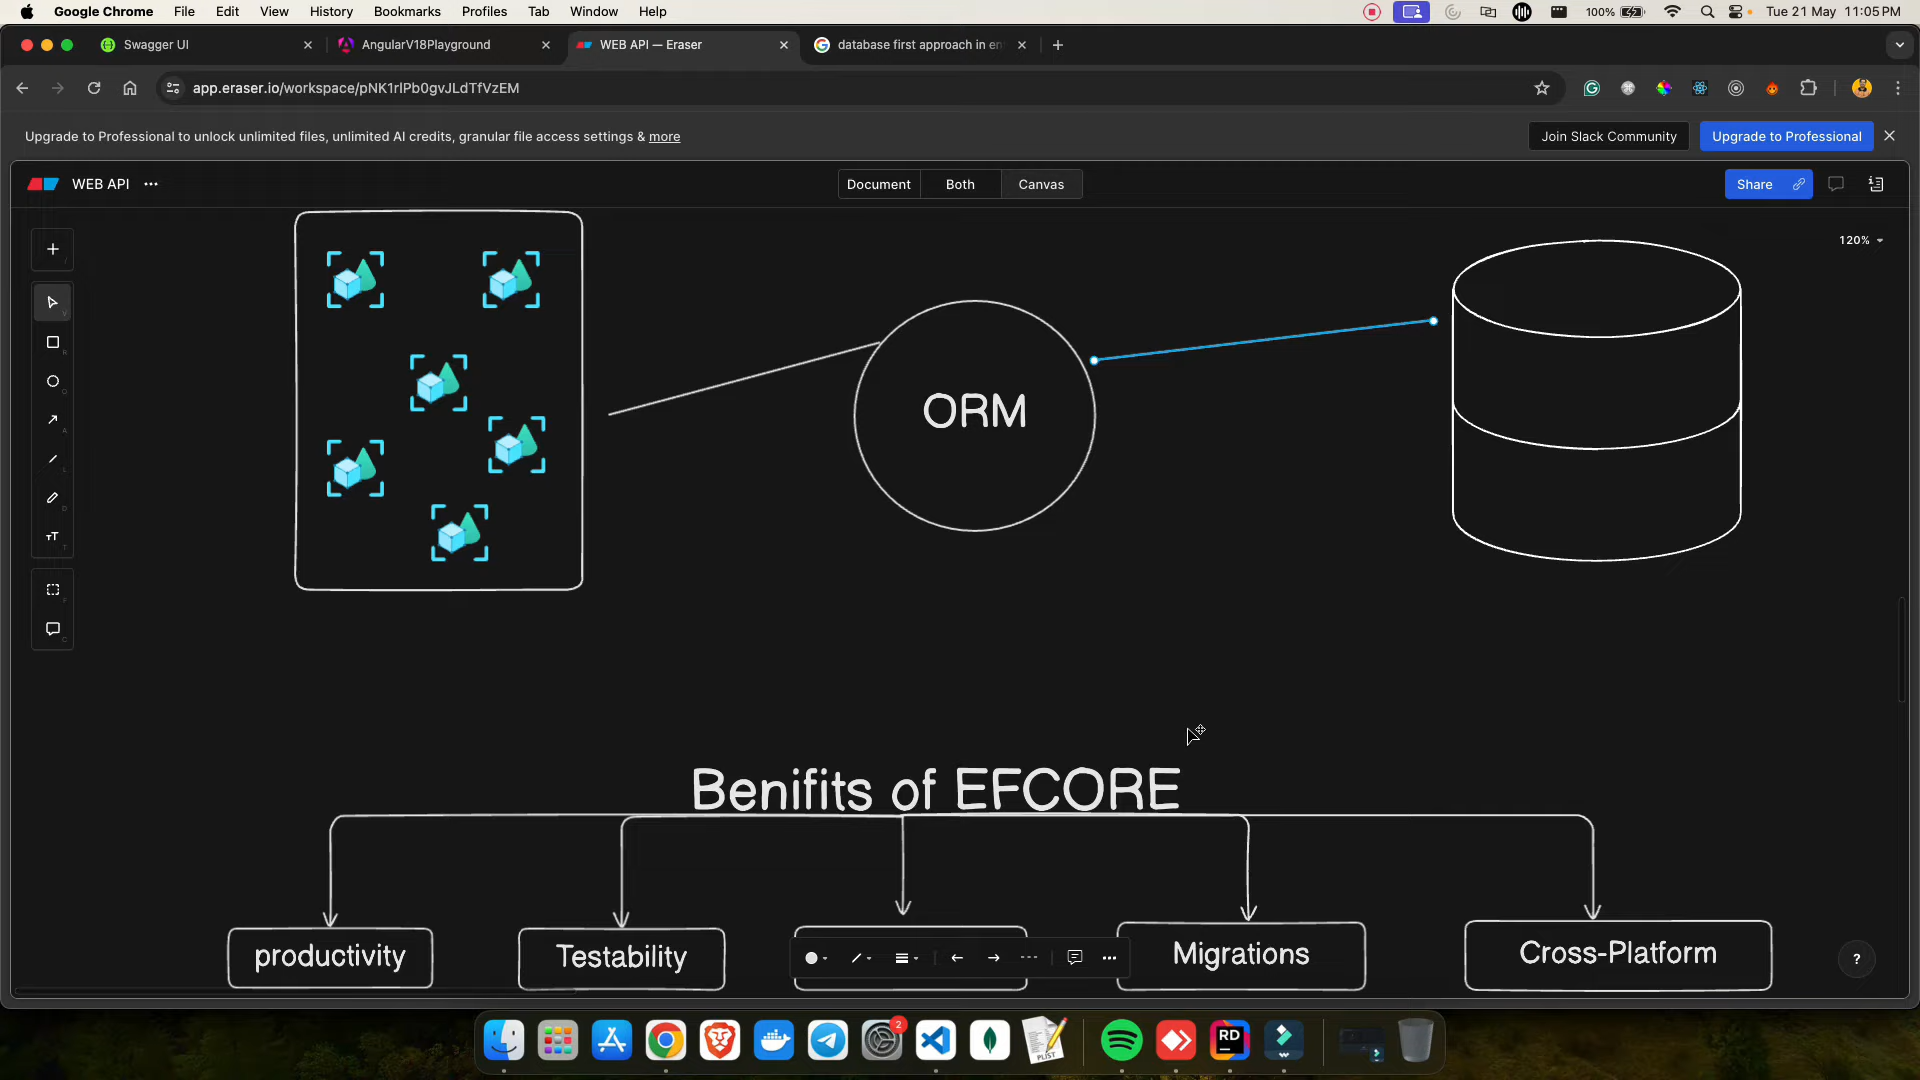 Google Chrome File Edit View History Bookmarks Profiles Tab Window Help 100% Tue 21 May 11:05 PM
Swagger UI AngularV18Playground WEB API — Eraser database first approach in en
app.eraser.io/workspace/pNK1rlPb0gvJLdTfVzEM
Upgrade to Professional to unlock unlimited files, unlimited AI credits, granular file access settings & more Join Slack Community Upgrade to Professional
WEB API ... Document Both Canvas Share
120%
ORM
Benifits of EFCORE
productivity Testability Migrations Cross-Platform
?
2
PLIST
RD